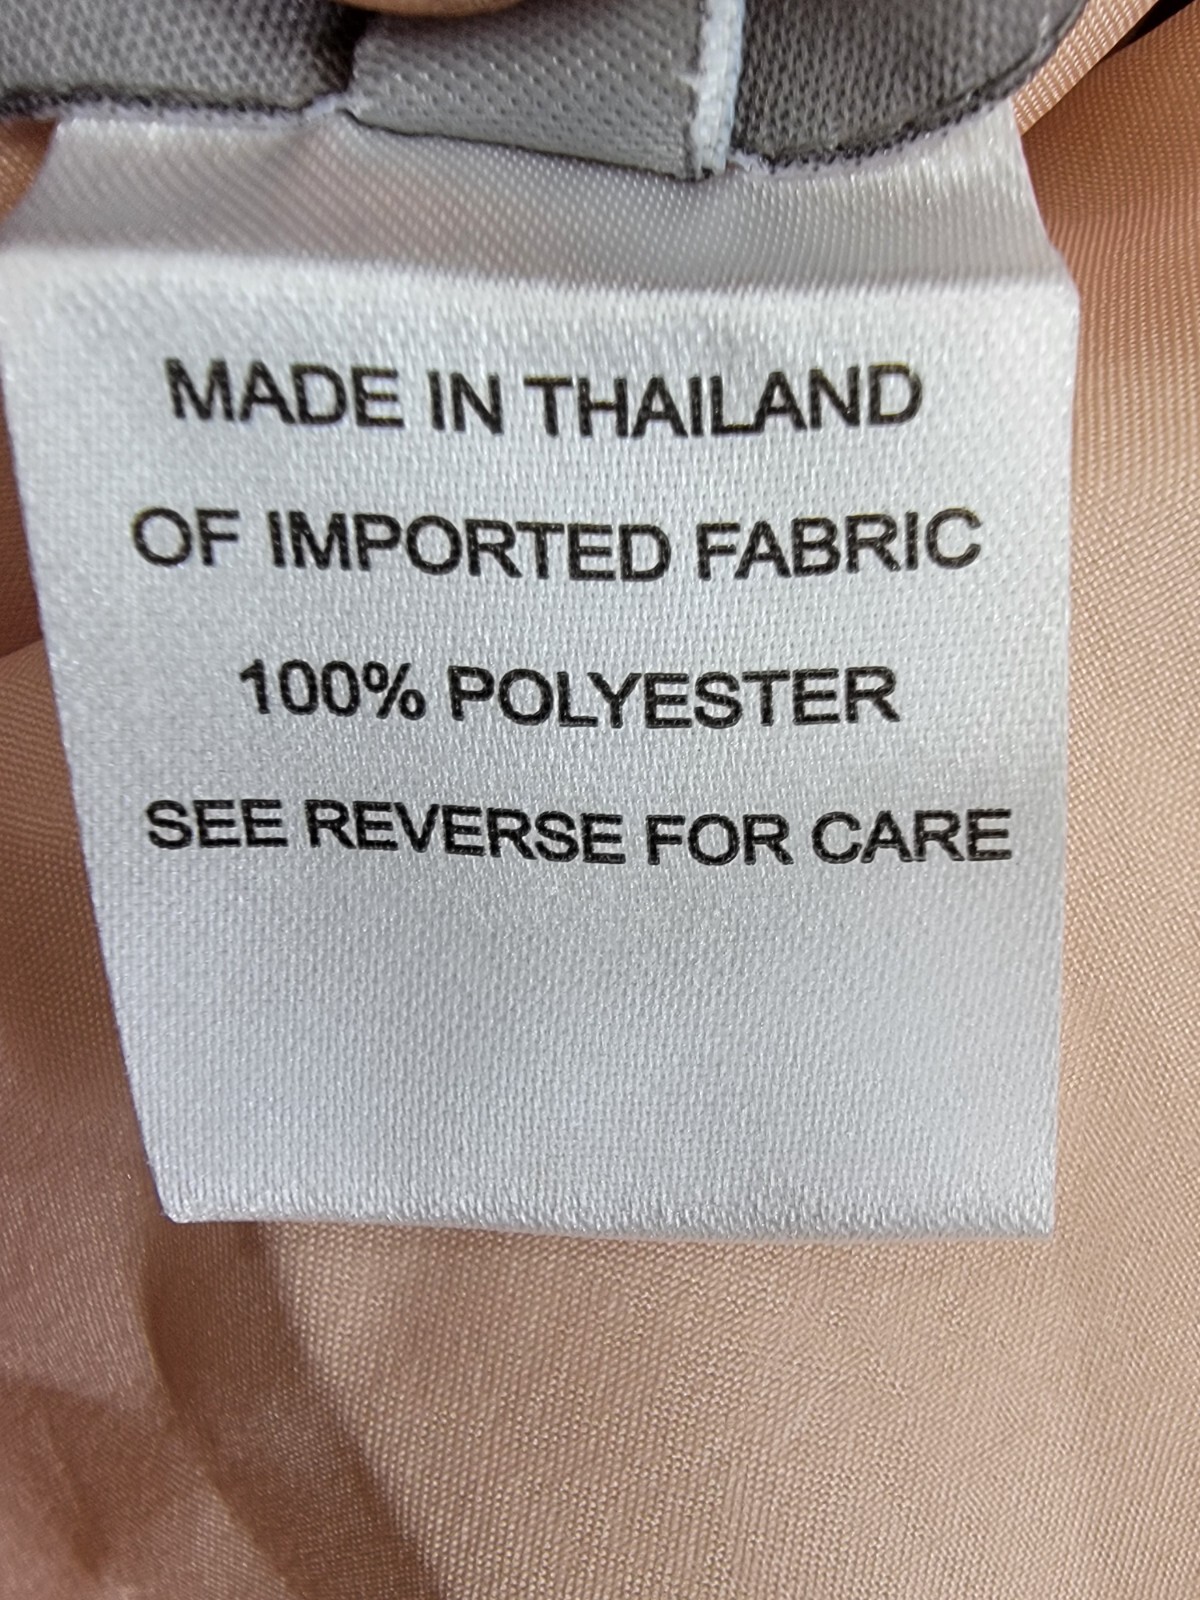 MADE IN THAILAND
OF IMPORTED FABRIC
100% POLYESTER
SEE REVERSE FOR CARE